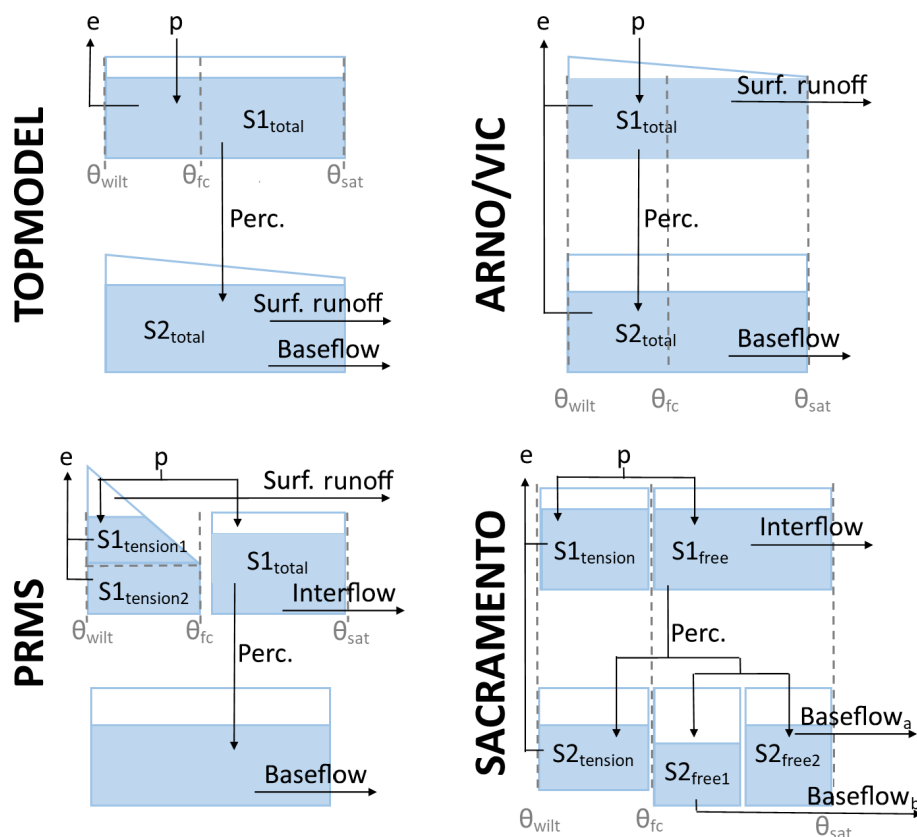 TOPMODEL
e
p
S1total
θwilt
θfc
θsat
Perc.
S2total
Surf. runoff
Baseflow
ARNO/VIC
e
p
Surf. runoff
S1total
Perc.
S2total
Baseflow
θwilt
θfc
θsat
PRMS
e
p
Surf. runoff
S1tension1
S1total
S1tension2
Interflow
θwilt
θfc
θsat
Perc.
Baseflow
SACRAMENTO
e
p
S1tension
S1free
Interflow
Perc.
S2tension
S2free1
S2free2
Baseflowa
Baseflowb
θwilt
θfc
θsat